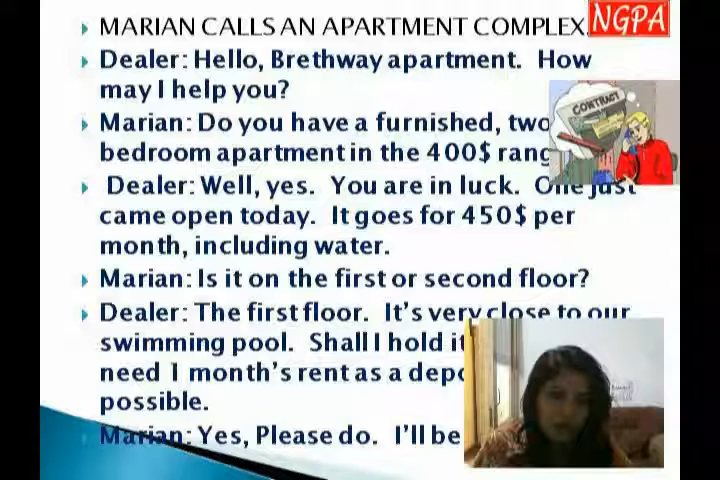 MARIAN CALLS AN APARTMENT COMPLEX.
NGPA
Dealer: Hello, Brethway apartment. How
may I help you?
CONTRACT
Marian: Do you have a furnished, two
bedroom apartment in the 400$
Dealer: Well, yes. You are in luck. One just
came open today. It goes for 450$ per
month, including water.
Marian: Is it on the first or second floor?
Dealer: The first floor. It's very close to our
swimming pool. Shall I hold
need 1 month's rent as a
possible.
Marian: Yes, Please do. I'll be